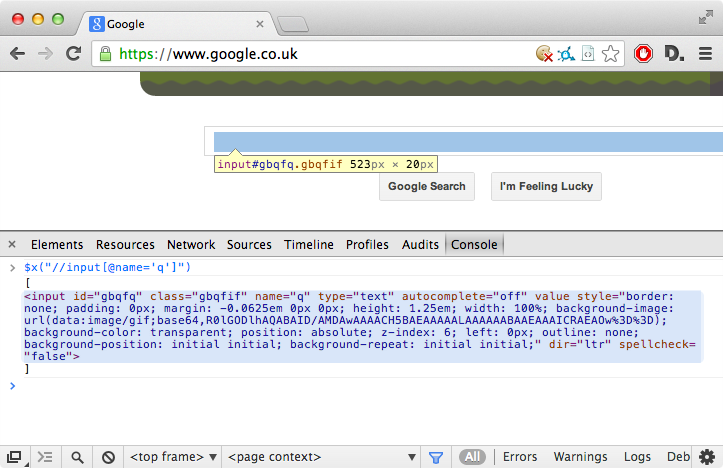 Google
https://www.google.co.uk
input#gbqfq.gbqfif 523px × 20px
Google Search
I'm Feeling Lucky
Elements Resources Network Sources Timeline Profiles Audits Console
$x("//input[@name='q']")
[
<input id="gbqfq" class="gbqfif" name="q" type="text" autocomplete="off" value style="border:
none; padding: 0px; margin: -0.0625em 0px 0px; height: 1.25em; width: 100%; background-image:
url(data:image/gif;base64,R0lGODlhAQABAID/AMDAwAAAACH5BAEAAAAALAAAAAABAAEAAAICRAEAOw%3D%3D);
background-color: transparent; position: absolute; z-index: 6; left: 0px; outline: none;
background-position: initial initial; background-repeat: initial initial;" dir="ltr" spellcheck=
"false">
]
<top frame> <page context> All Errors Warnings Logs Deb